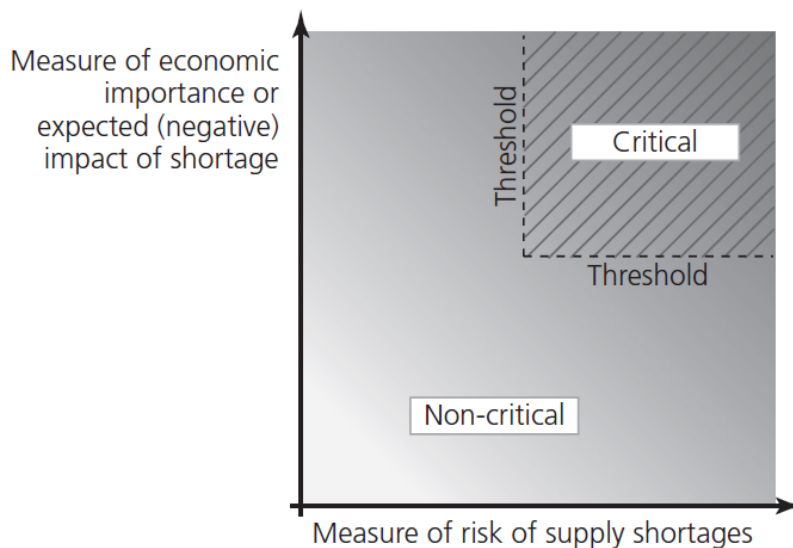 Measure of economic
importance or
expected (negative)
impact of shortage
Threshold
Critical
Threshold
Non-critical
Measure of risk of supply shortages